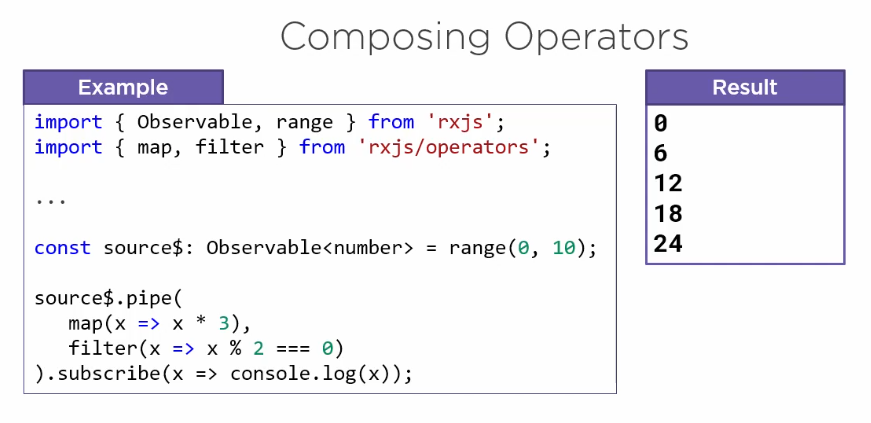 Composing Operators
Example
import { Observable, range } from 'rxjs';
import { map, filter } from 'rxjs/operators';
...
const source$: Observable<number> = range(0, 10);
source$.pipe(
   map(x => x * 3),
   filter(x => x % 2 === 0)
).subscribe(x => console.log(x));
Result
0
6
12
18
24